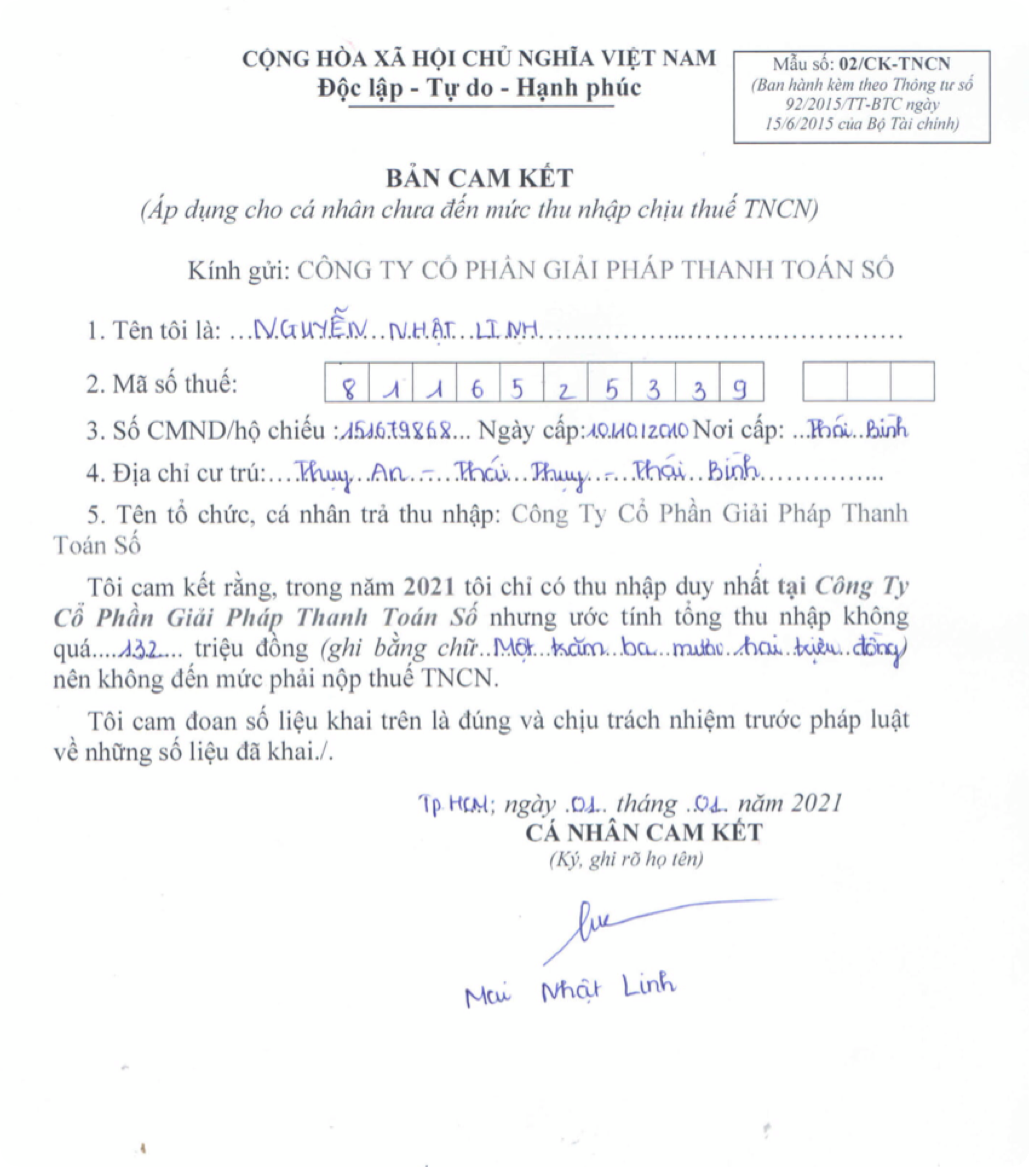 CỘNG HÒA XÃ HỘI CHỦ NGHĨA VIỆT NAM
Độc lập - Tự do - Hạnh phúc
Mẫu số: 02/CK-TNCN
(Ban hành kèm theo Thông tư số
92/2015/TT-BTC ngày
15/6/2015 của Bộ Tài chính)
BẢN CAM KẾT
(Áp dụng cho cá nhân chưa đến mức thu nhập chịu thuế TNCN)
Kính gửi: CÔNG TY CỔ PHẦN GIẢI PHÁP THANH TOÁN SỐ
1. Tên tôi là: ...NGUYỄN NHẬT LINH...
2. Mã số thuế: 8 1 1 6 5 2 5 3 3 9
3. Số CMND/hộ chiếu :151679868... Ngày cấp:10/10/2010 Nơi cấp: ...Thái Bình
4. Địa chỉ cư trú:....Thuỵ An - Thái Thuỵ - Thái Bình...
5. Tên tổ chức, cá nhân trả thu nhập: Công Ty Cổ Phần Giải Pháp Thanh
Toán Số
Tôi cam kết rằng, trong năm 2021 tôi chỉ có thu nhập duy nhất tại Công Ty
Cổ Phần Giải Pháp Thanh Toán Số nhưng ước tính tổng thu nhập không
quá.....132.... triệu đồng (ghi bằng chữ..Một trăm ba mươi hai triệu đồng)
nên không đến mức phải nộp thuế TNCN.
Tôi cam đoan số liệu khai trên là đúng và chịu trách nhiệm trước pháp luật
về những số liệu đã khai./.
Tp HCM; ngày .01.. tháng .01. năm 2021
CÁ NHÂN CAM KẾT
(Ký, ghi rõ họ tên)
Mai Nhật Linh